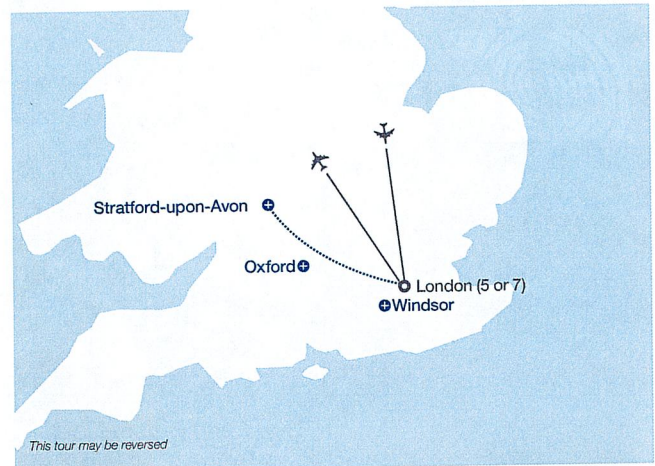 Stratford-upon-Avon
Oxford
London (5 or 7)
Windsor
This tour may be reversed